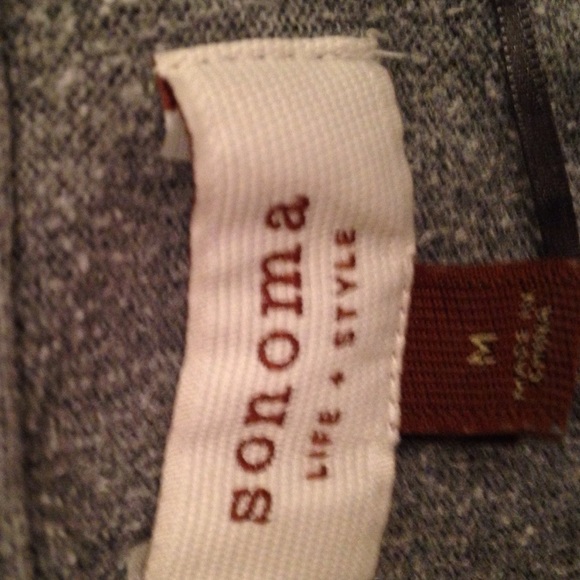 sonoma
LIFE + STYLE
M
MADE IN
CHINA